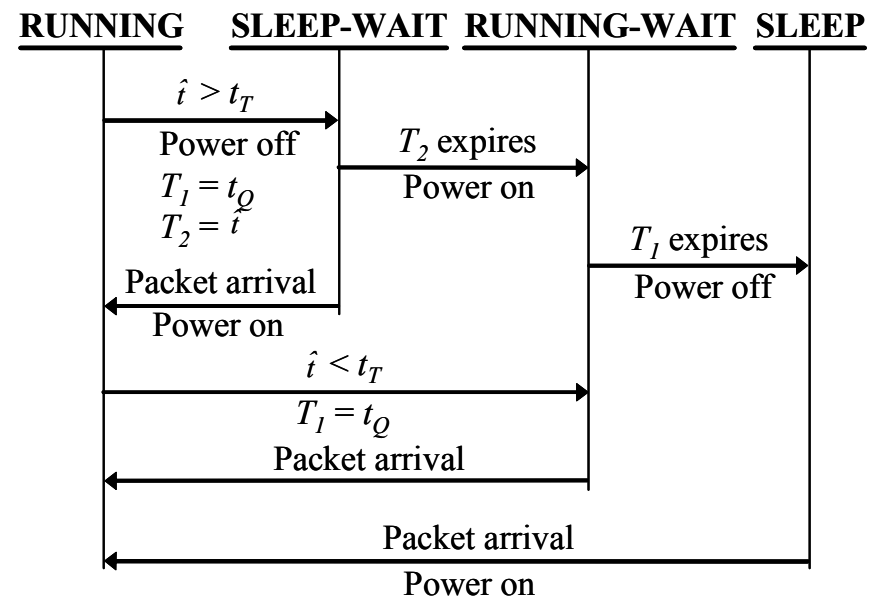 RUNNING SLEEP-WAIT RUNNING-WAIT SLEEP
t̂ > t_T
Power off
T_1 = t_Q
T_2 = t̂
T_2 expires
Power on
T_1 expires
Power off
Packet arrival
Power on
t̂ < t_T
T_1 = t_Q
Packet arrival
Packet arrival
Power on